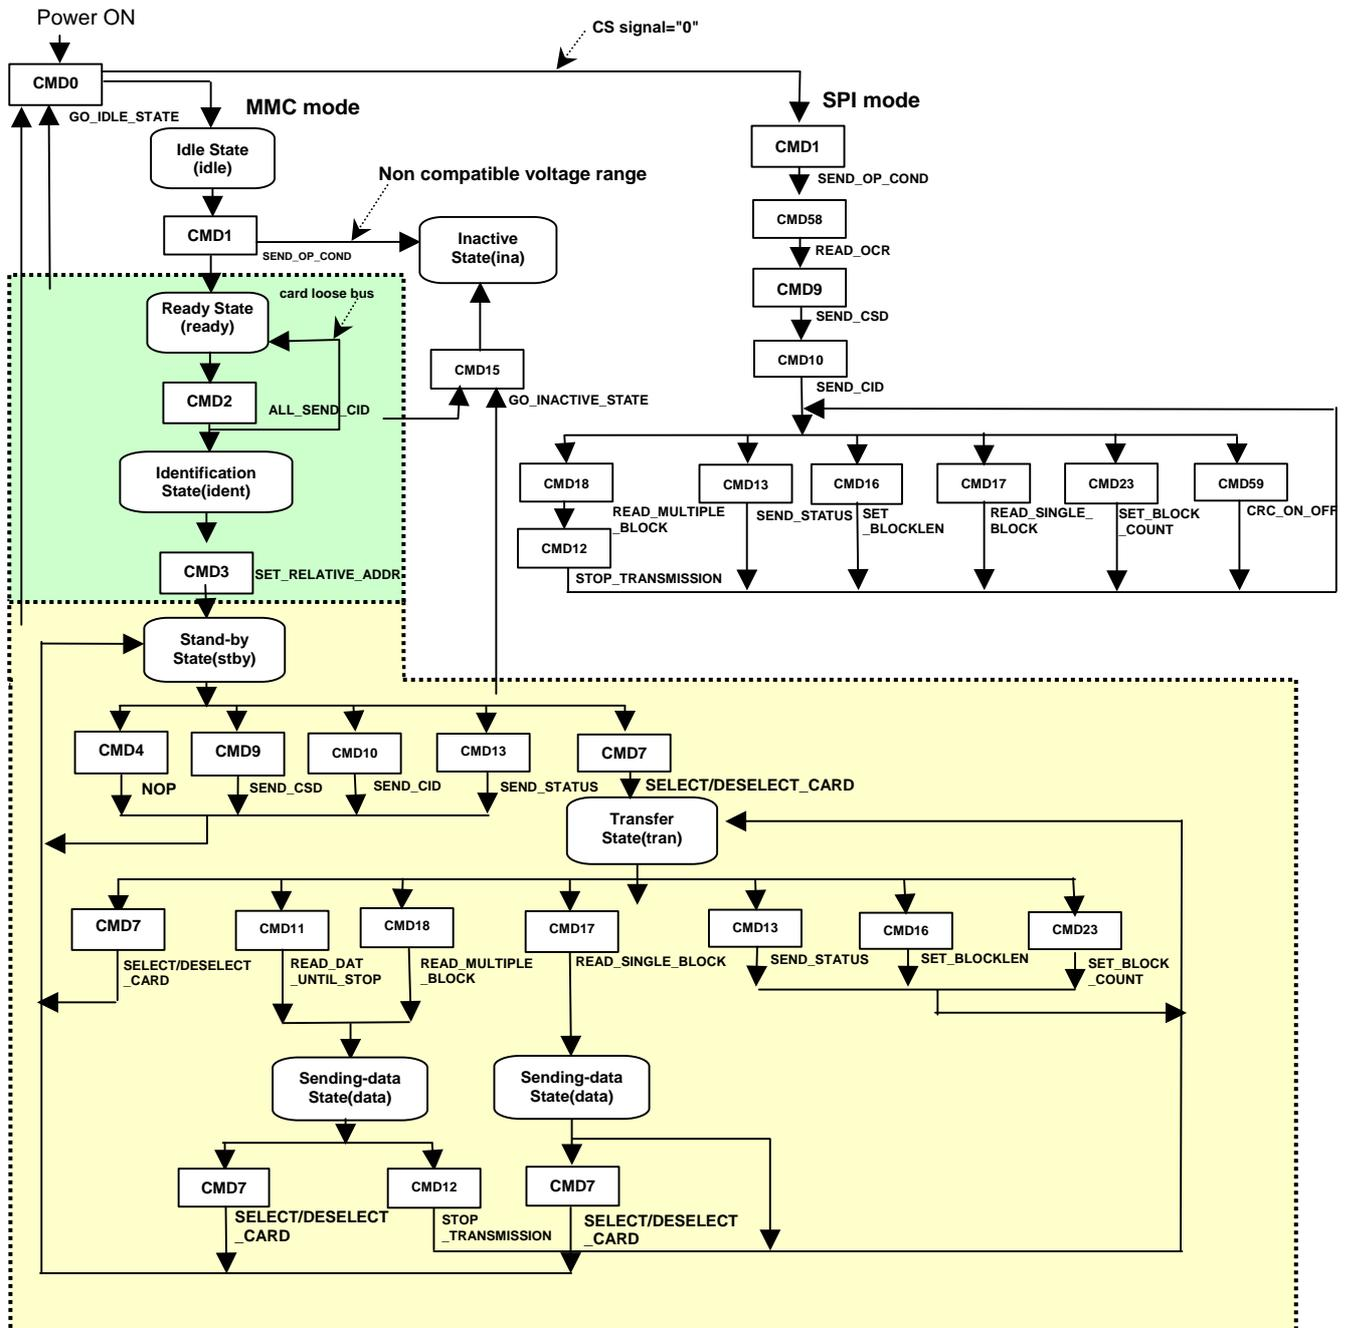 Power ON
CS signal="0"
CMD0
GO_IDLE_STATE
MMC mode
SPI mode
Idle State
(idle)
CMD1
SEND_OP_COND
Non compatible voltage range
CMD1
SEND_OP_COND
Inactive
State(ina)
CMD58
READ_OCR
CMD9
SEND_CSD
card loose bus
Ready State
(ready)
CMD10
SEND_CID
CMD15
GO_INACTIVE_STATE
CMD2
ALL_SEND_CID
Identification
State(ident)
CMD18
READ_MULTIPLE
_BLOCK
CMD13
SEND_STATUS
CMD16
SET
_BLOCKLEN
CMD17
READ_SINGLE_
BLOCK
CMD23
SET_BLOCK
_COUNT
CMD59
CRC_ON_OFF
CMD12
STOP_TRANSMISSION
CMD3
SET_RELATIVE_ADDR
Stand-by
State(stby)
CMD4
NOP
CMD9
SEND_CSD
CMD10
SEND_CID
CMD13
SEND_STATUS
CMD7
SELECT/DESELECT_CARD
Transfer
State(tran)
CMD7
SELECT/DESELECT
_CARD
CMD11
READ_DAT
_UNTIL_STOP
CMD18
READ_MULTIPLE
_BLOCK
CMD17
READ_SINGLE_BLOCK
CMD13
SEND_STATUS
CMD16
SET_BLOCKLEN
CMD23
SET_BLOCK
_COUNT
Sending-data
State(data)
Sending-data
State(data)
CMD7
SELECT/DESELECT
_CARD
CMD12
STOP
_TRANSMISSION
CMD7
SELECT/DESELECT
_CARD